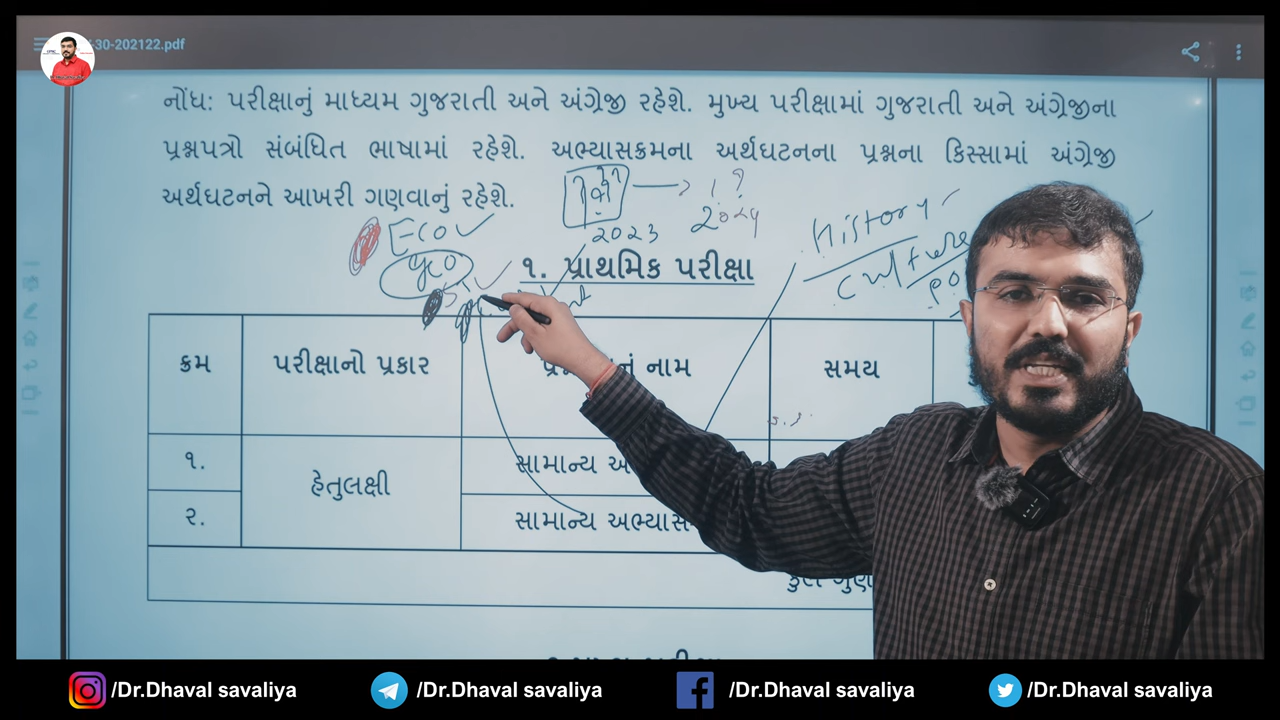 -30-202122.pdf
નોંધ: પરીક્ષાનું માધ્યમ ગુજરાતી અને અંગ્રેજી રહેશે. મુખ્ય પરીક્ષામાં ગુજરાતી અને અંગ્રેજીના
પ્રશ્નપત્રો સંબંધિત ભાષામાં રહેશે. અભ્યાસક્રમના અર્થઘટનના પ્રશ્નના કિસ્સામાં અંગ્રેજી
અર્થઘટનને આખરી ગણવાનું રહેશે.
? 
2023 2024
History
Culture
Eco
૧. પ્રાથમિક પરીક્ષા
ક્રમ પરીક્ષાનો પ્રકાર નામ સમય
૧. હેતુલક્ષી સામાન્ય
૨. સામાન્ય
કુલ ગુણ
/Dr.Dhaval savaliya /Dr.Dhaval savaliya /Dr.Dhaval savaliya /Dr.Dhaval savaliya